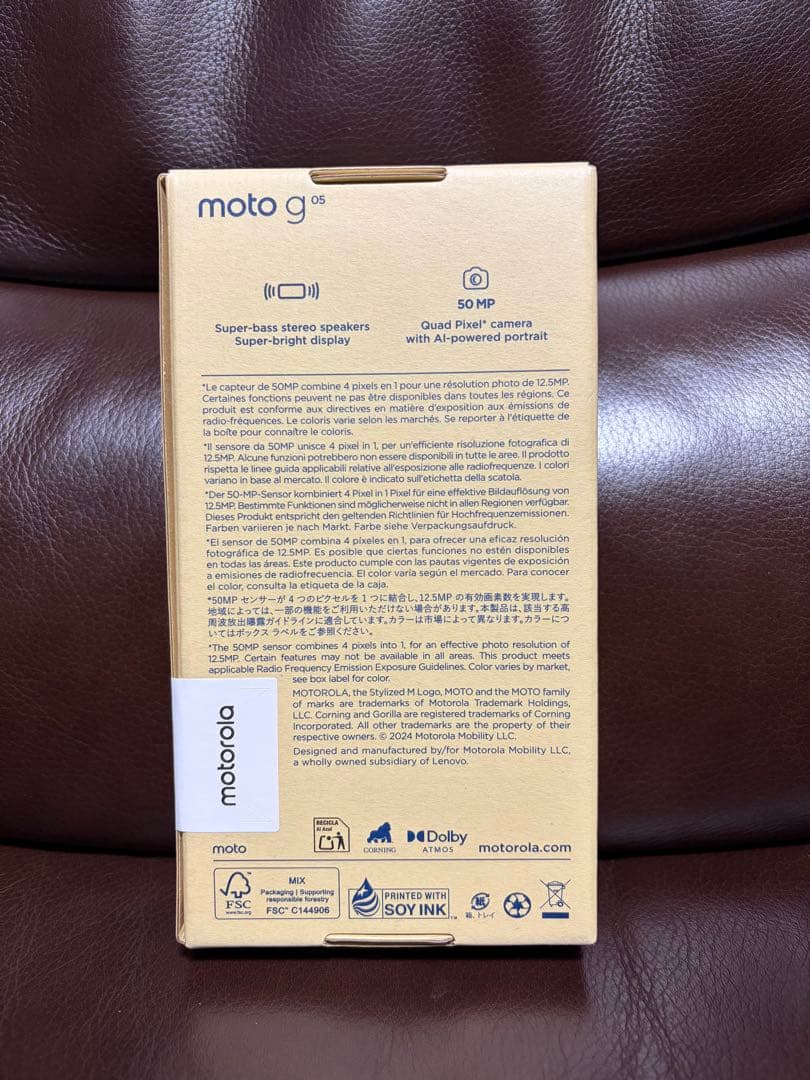 moto g 05
Super-bass stereo speakers
Super-bright display
50 MP
Quad Pixel* camera
with AI-powered portrait
*Le capteur de 50MP combine 4 pixels en 1 pour une résolution photo de 12.5MP.
Certaines fonctions peuvent ne pas être disponibles dans toutes les régions. Ce
produit est conforme aux directives en matière d'exposition aux émissions de
radio-fréquences. Le coloris varie selon les marchés. Se reporter à l'étiquette de
la boîte pour connaître le coloris.
*Il sensore da 50MP unisce 4 pixel in 1, per un'efficiente risoluzione fotografica di
12.5MP. Alcune funzioni potrebbero non essere disponibili in tutte le aree. Il prodotto
rispetta le linee guida applicabili relative all'esposizione alle radiofrequenze. I colori
variano in base al mercato. Il colore è indicato sull'etichetta della scatola.
*Der 50-MP-Sensor kombiniert 4 Pixel in 1 Pixel für eine effektive Bildauflösung von
12.5MP. Bestimmte Funktionen sind möglicherweise nicht in allen Regionen verfügbar.
Dieses Produkt entspricht den geltenden Richtlinien für Hochfrequenzemissionen.
Farben variieren je nach Markt. Farbe siehe Verpackungsaufdruck.
*El sensor de 50MP combina 4 píxeles en 1, para ofrecer una eficaz resolución
fotográfica de 12.5MP. Es posible que ciertas funciones no estén disponibles
en todas las áreas. Este producto cumple con las pautas vigentes de exposición
a emisiones de radiofrecuencia. El color varía según el mercado. Para conocer
el color, consulta la etiqueta de la caja.
*50MP センサーが 4 つのピクセルを 1 つに結合し、12.5MP の有効画素数を実現します。
地域によっては、一部の機能をご利用いただけない場合があります。本製品は、該当する高
周波放出曝露ガイドラインに適合しています。カラーは市場によって異なります。カラーにつ
いてはボックス ラベルをご参照ください。
*The 50MP sensor combines 4 pixels into 1, for an effective photo resolution of
12.5MP. Certain features may not be available in all areas. This product meets
applicable Radio Frequency Emission Exposure Guidelines. Color varies by market,
see box label for color.
MOTOROLA, the Stylized M Logo, MOTO and the MOTO family
of marks are trademarks of Motorola Trademark Holdings,
LLC. Corning and Gorilla are registered trademarks of Corning
Incorporated. All other trademarks are the property of their
respective owners. © 2024 Motorola Mobility LLC.
Designed and manufactured by/for Motorola Mobility LLC,
a wholly owned subsidiary of Lenovo.
motorola
moto
RECICLA
Al Azul
CORNING
Dolby
ATMOS
motorola.com
FSC
www.fsc.org
MIX
Packaging | Supporting
responsible forestry
FSC™ C144906
PRINTED WITH
SOY INK™
紙
箱、トレイ